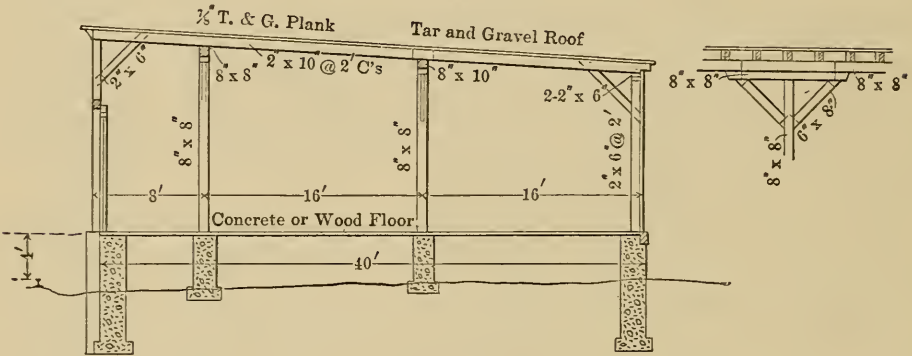 ⅞" T. & G. Plank
Tar and Gravel Roof
2" x 6"
8" x 8"
2" x 10" @ 2' C's
8" x 10"
2-2" x 6"
8" x 8"
8" x 8"
2" x 6" @ 2'
8" x 8"
8" x 8"
6" x 8"
8" x 8"
8'
16'
16'
Concrete or Wood Floor
4'
40'